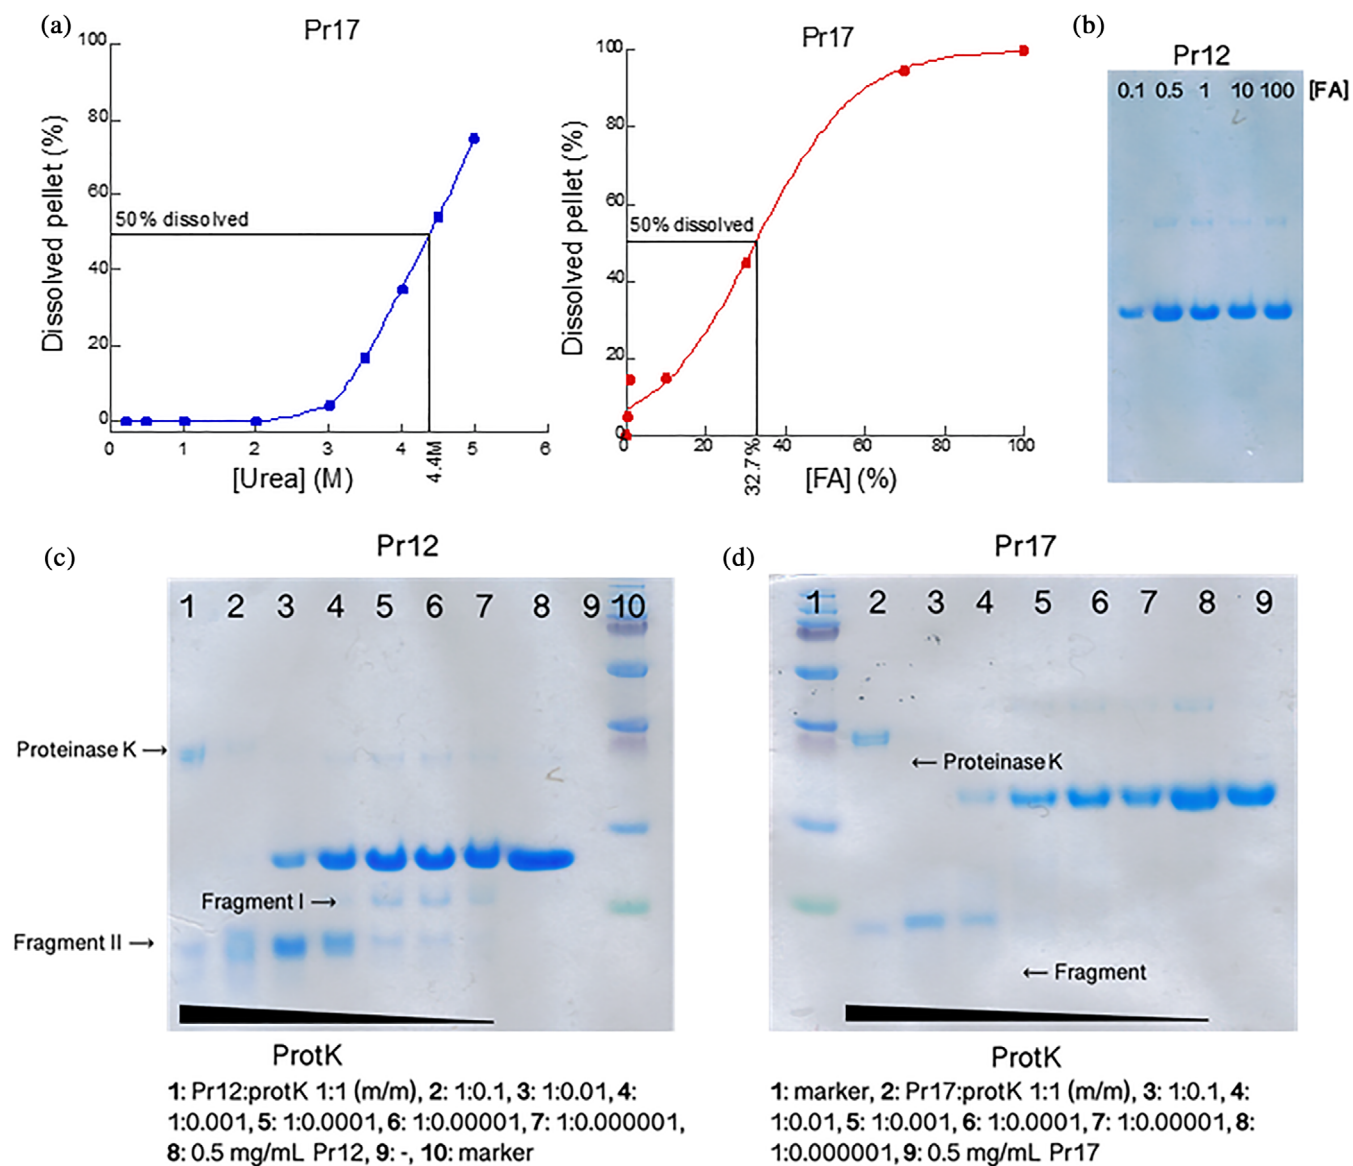 (a)
Pr17
100
80
60
40
20
0
Dissolved pellet (%)
50% dissolved
0 1 2 3 4 5 6
4.4M
[Urea] (M)
Pr17
100
80
60
40
20
0
Dissolved pellet (%)
50% dissolved
0 20 40 60 80 100
32.7%
[FA] (%)
(b)
Pr12
0.1 0.5 1 10 100 [FA]
(c)
Pr12
1 2 3 4 5 6 7 8 9 10
Proteinase K →
Fragment I →
Fragment II →
ProtK
1: Pr12:protK 1:1 (m/m), 2: 1:0.1, 3: 1:0.01, 4:
1:0.001, 5: 1:0.0001, 6: 1:0.00001, 7: 1:0.000001,
8: 0.5 mg/mL Pr12, 9: -, 10: marker
(d)
Pr17
1 2 3 4 5 6 7 8 9
← Proteinase K
← Fragment
ProtK
1: marker, 2: Pr17:protK 1:1 (m/m), 3: 1:0.1, 4:
1:0.01, 5: 1:0.001, 6: 1:0.0001, 7: 1:0.00001, 8:
1:0.000001, 9: 0.5 mg/mL Pr17